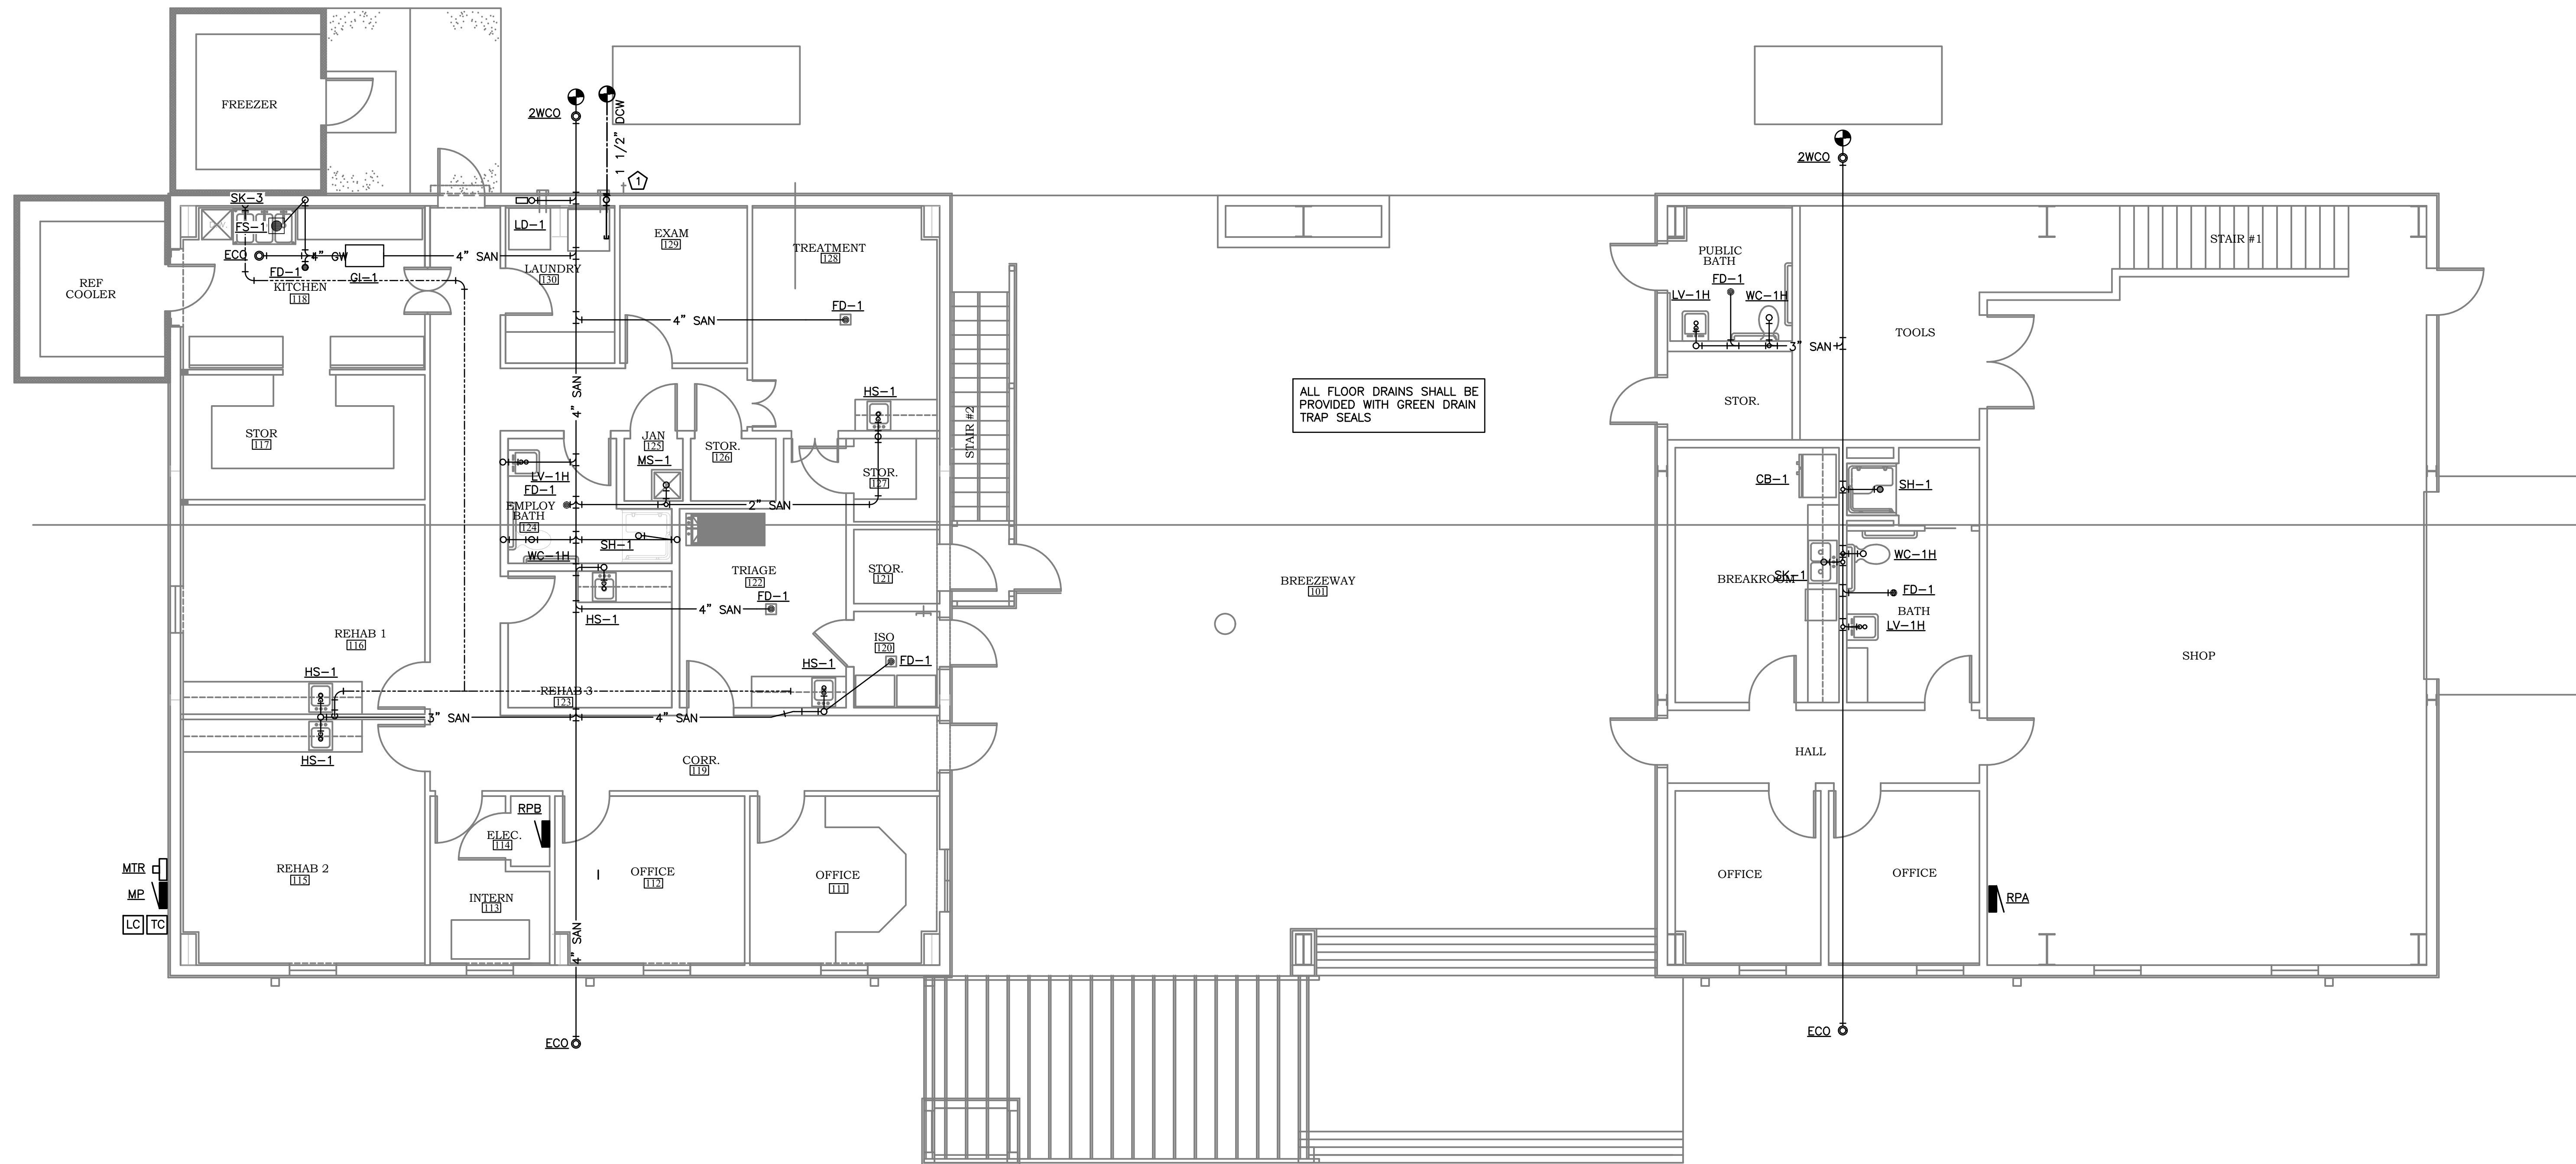 FREEZER
2WCO
1 1/2" DCW
1
2WCO
SK-3
FS-1
LD-1
EXAM
129
TREATMENT
128
PUBLIC
BATH
STAIR #1
ECO
4" GW
4" SAN
FD-1
GI-1
LAUNDRY
130
REF
COOLER
KITCHEN
118
FD-1
LV-1H
WC-1H
FD-1
4" SAN
TOOLS
3" SAN
4" SAN
HS-1
ALL FLOOR DRAINS SHALL BE
PROVIDED WITH GREEN DRAIN
TRAP SEALS
STOR.
STAIR #2
STOR
117
JAN
125
STOR.
126
MS-1
STOR.
127
LV-1H
FD-1
CB-1
SH-1
EMPLOY
BATH
124
2" SAN
SH-1
WC-1H
WC-1H
TRIAGE
122
STOR.
121
BREEZEWAY
101
BREAKROOM
SK-1
FD-1
FD-1
4" SAN
BATH
HS-1
LV-1H
REHAB 1
116
ISO
120
FD-1
SHOP
HS-1
HS-1
REHAB 3
123
3" SAN
4" SAN
HS-1
CORR.
119
HALL
RPB
ELEC.
114
MTR
REHAB 2
115
OFFICE
112
OFFICE
111
OFFICE
OFFICE
MP
INTERN
113
RPA
LC
TC
4" SAN
ECO
ECO